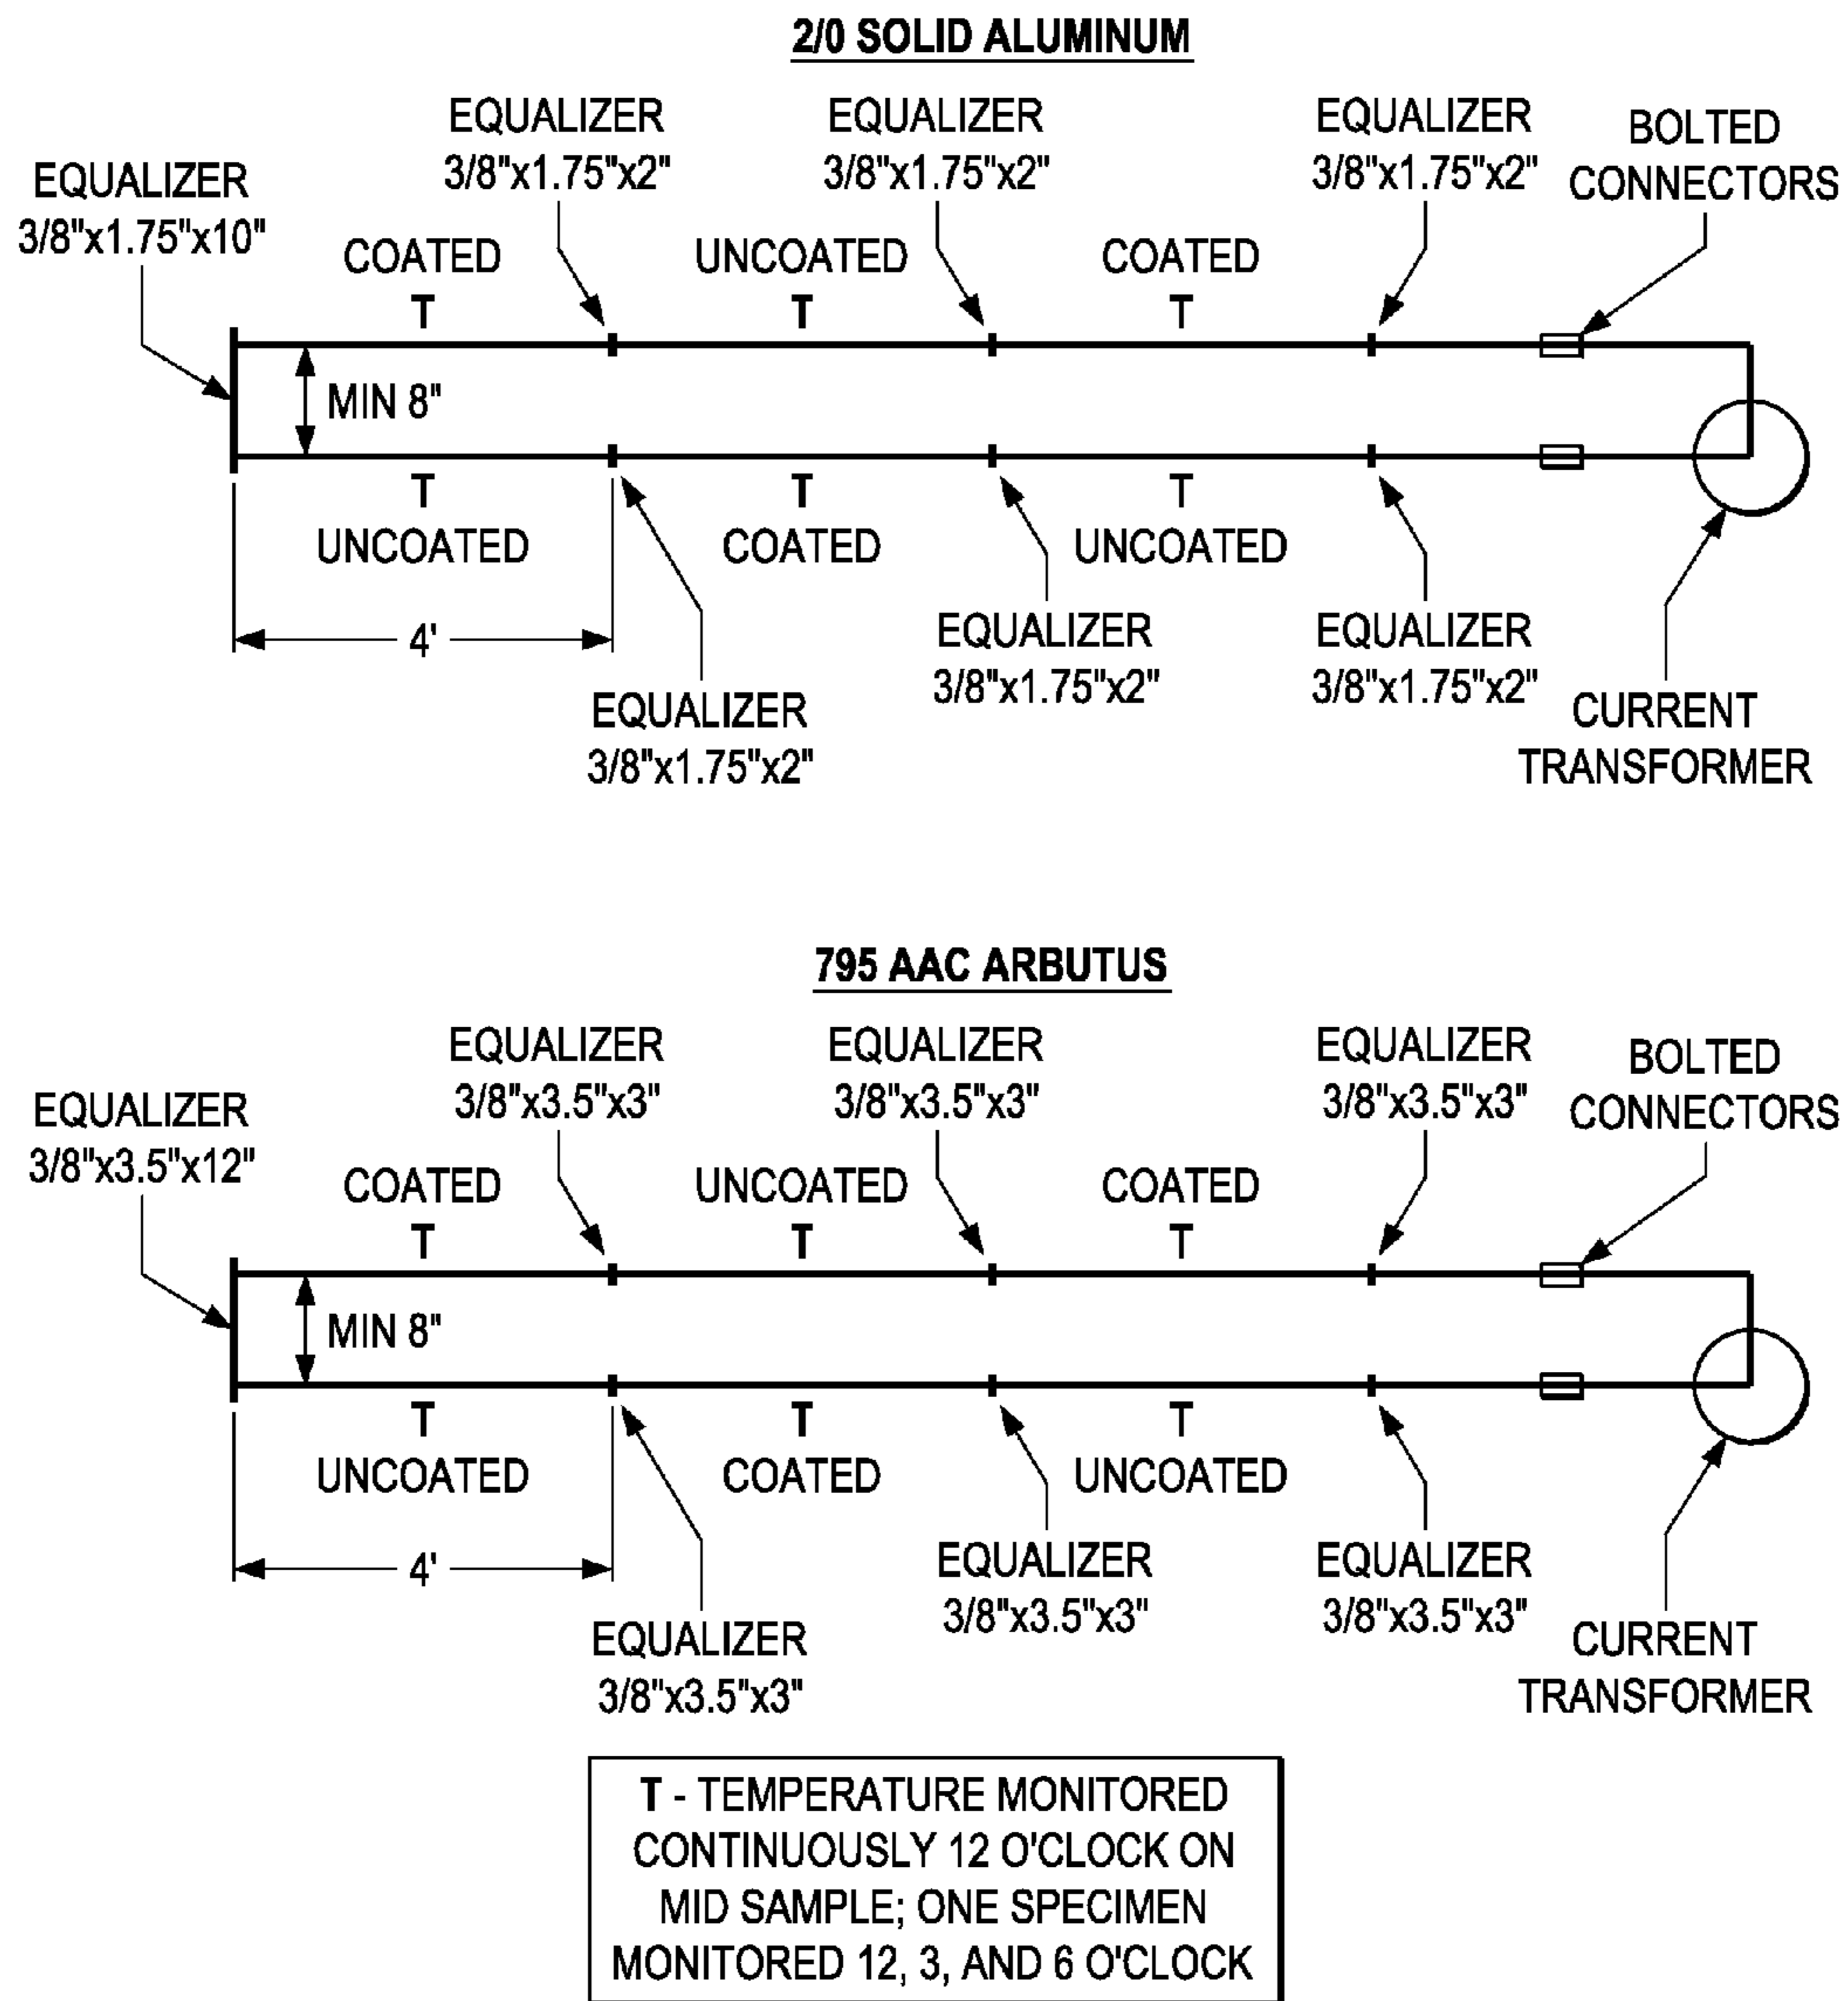 2/0 SOLID ALUMINUM
EQUALIZER
3/8"x1.75"x10"
EQUALIZER
3/8"x1.75"x2"
EQUALIZER
3/8"x1.75"x2"
EQUALIZER
3/8"x1.75"x2"
BOLTED
CONNECTORS
COATED
T
UNCOATED
T
COATED
T
MIN 8"
T
UNCOATED
T
COATED
T
UNCOATED
4'
EQUALIZER
3/8"x1.75"x2"
EQUALIZER
3/8"x1.75"x2"
EQUALIZER
3/8"x1.75"x2"
CURRENT
TRANSFORMER
795 AAC ARBUTUS
EQUALIZER
3/8"x3.5"x12"
EQUALIZER
3/8"x3.5"x3"
EQUALIZER
3/8"x3.5"x3"
EQUALIZER
3/8"x3.5"x3"
BOLTED
CONNECTORS
COATED
T
UNCOATED
T
COATED
T
MIN 8"
T
UNCOATED
T
COATED
T
UNCOATED
4'
EQUALIZER
3/8"x3.5"x3"
EQUALIZER
3/8"x3.5"x3"
EQUALIZER
3/8"x3.5"x3"
CURRENT
TRANSFORMER
T - TEMPERATURE MONITORED
CONTINUOUSLY 12 O'CLOCK ON
MID SAMPLE; ONE SPECIMEN
MONITORED 12, 3, AND 6 O'CLOCK